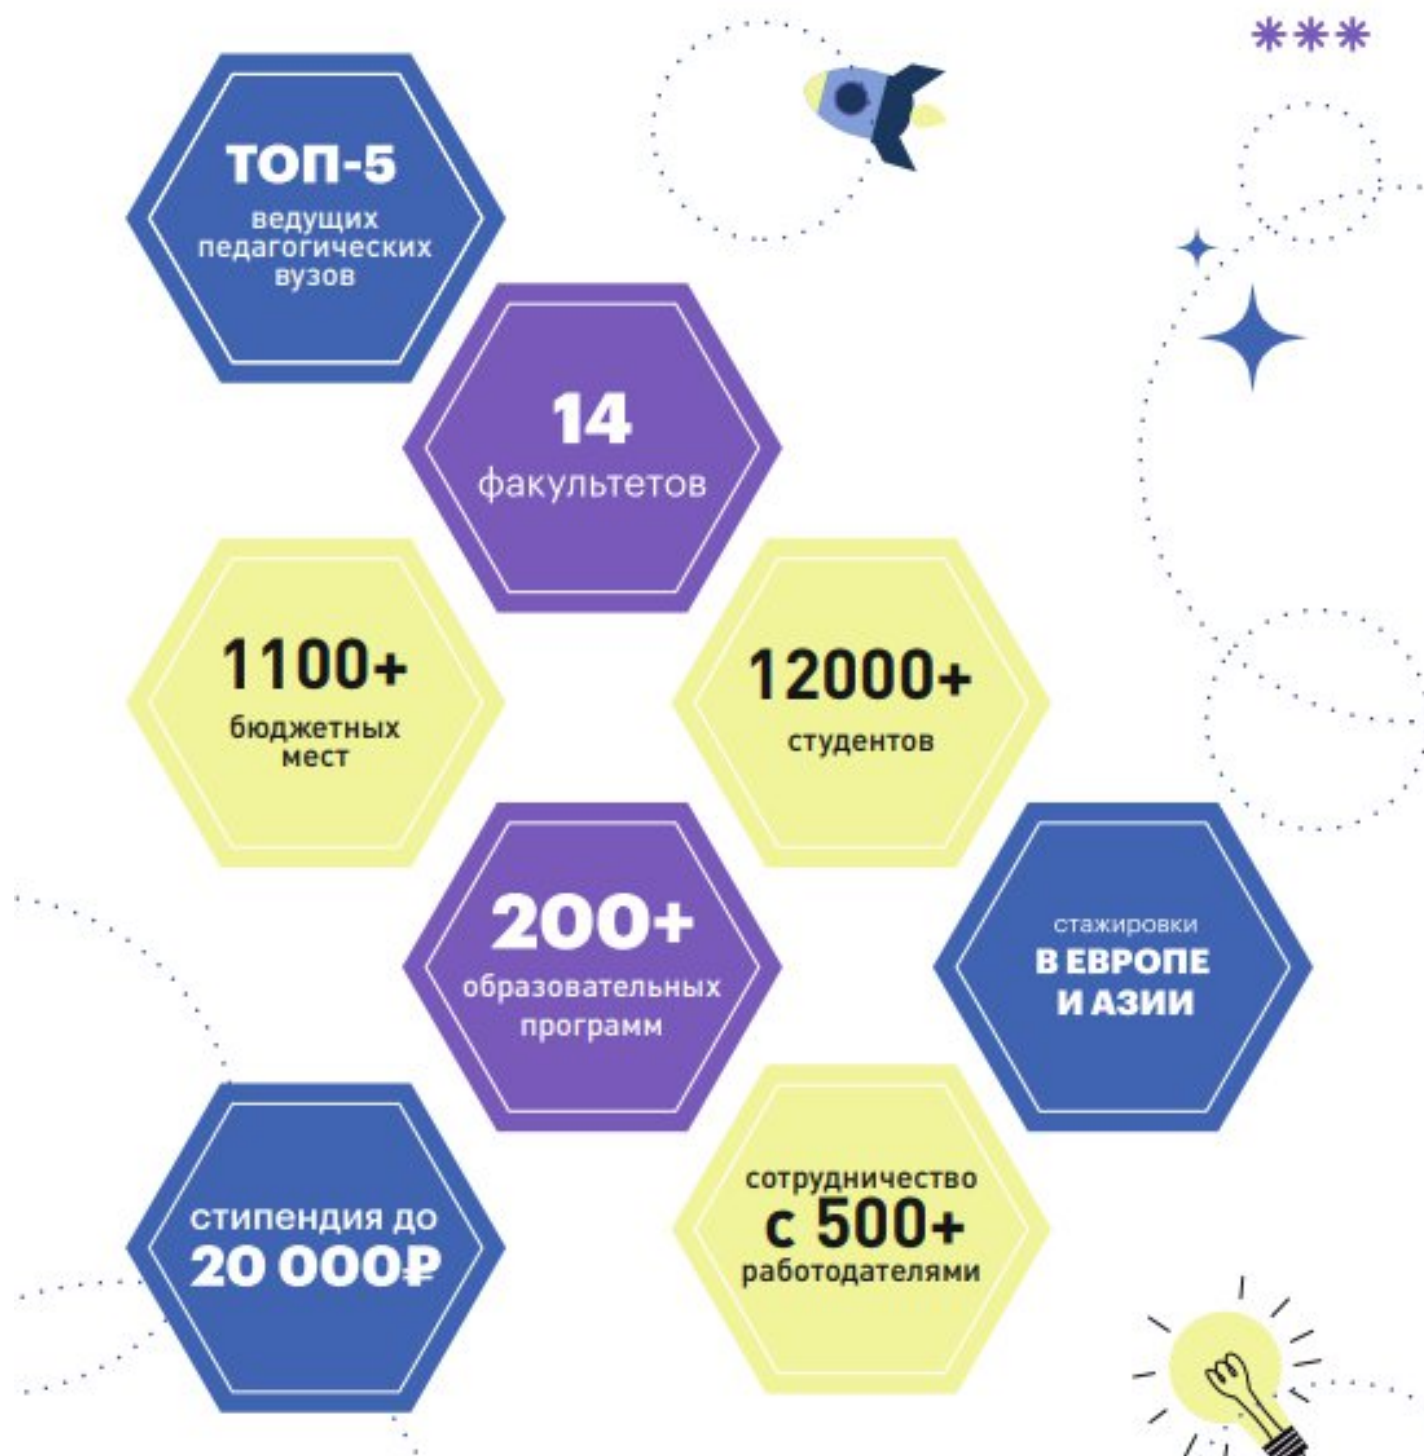 ТОП-5
ведущих
педагогических
вузов
14
факультетов
1100+
бюджетных
мест
12000+
студентов
200+
образовательных
программ
стажировки
В ЕВРОПЕ
И АЗИИ
стипендия до
20 000₽
сотрудничество
с 500+
работодателями